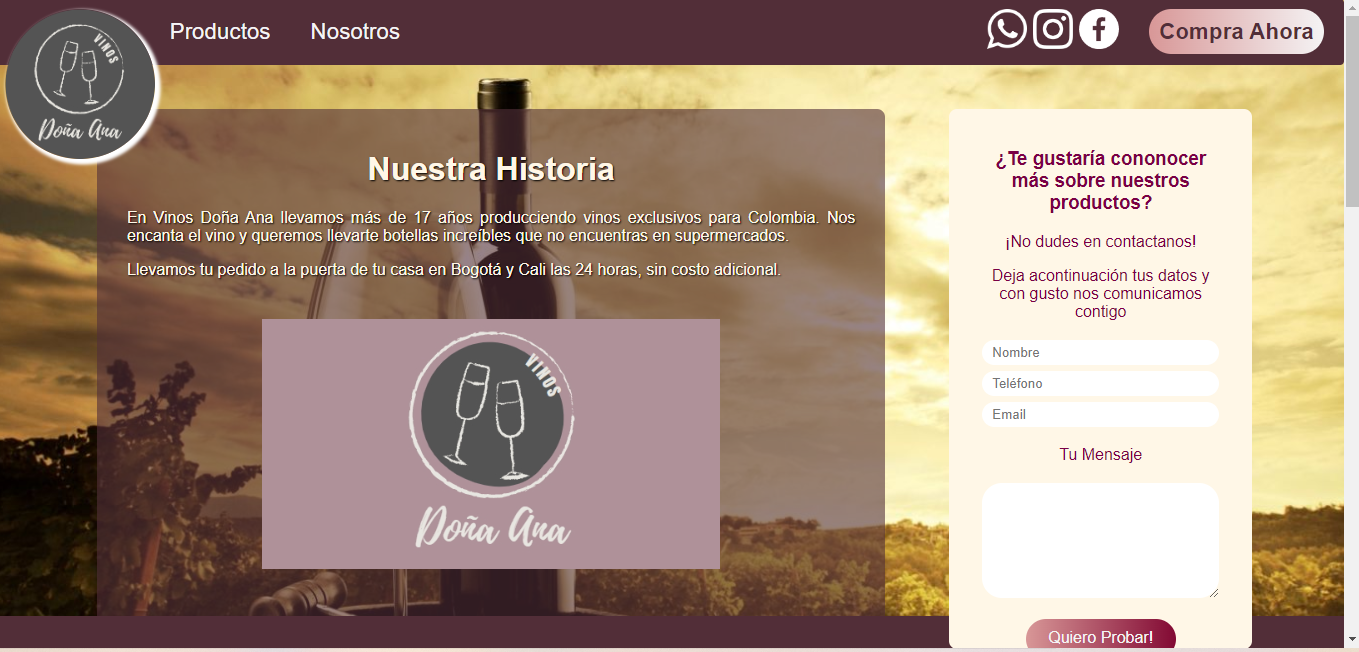 Productos
Nosotros
Compra Ahora
VINOS
Doña Ana
Nuestra Historia
En Vinos Doña Ana llevamos más de 17 años producciendo vinos exclusivos para Colombia. Nos
encanta el vino y queremos llevarte botellas increíbles que no encuentras en supermercados.
Llevamos tu pedido a la puerta de tu casa en Bogotá y Cali las 24 horas, sin costo adicional.
VINOS
Doña Ana
¿Te gustaría cononocer
más sobre nuestros
productos?
¡No dudes en contactanos!
Deja acontinuación tus datos y
con gusto nos comunicamos
contigo
Nombre
Teléfono
Email
Tu Mensaje
Quiero Probar!